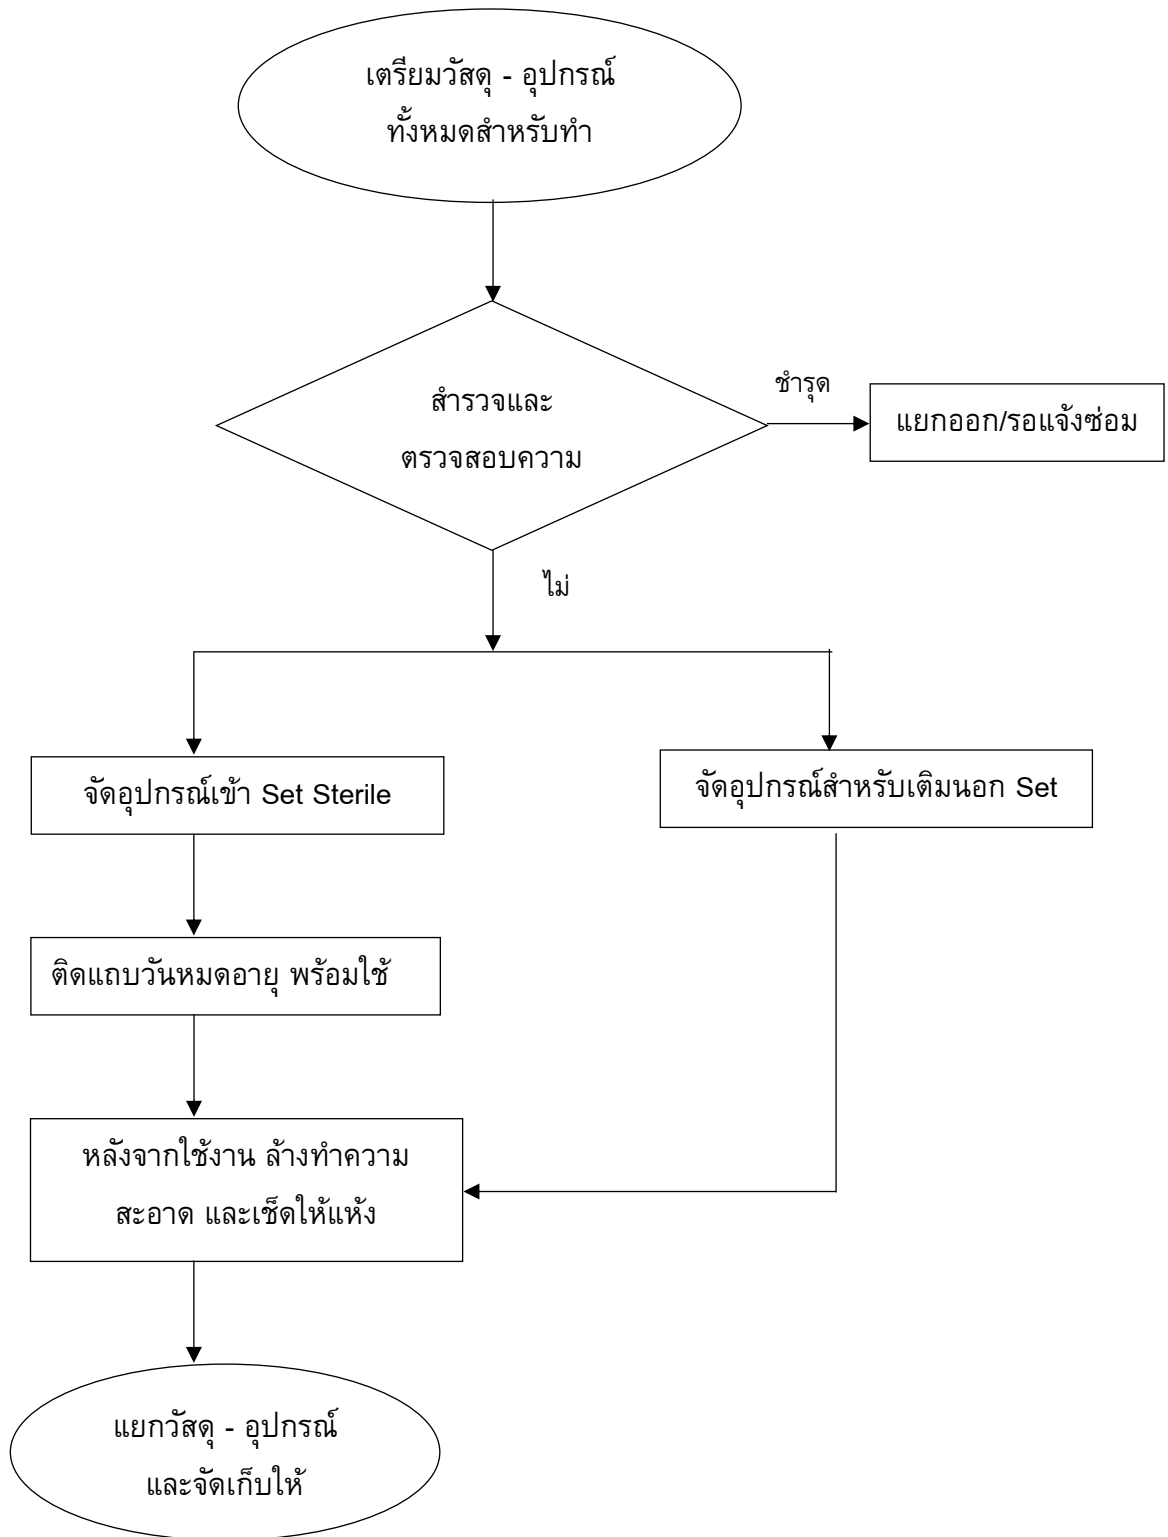 เตรียมวัสดุ - อุปกรณ์
ทั้งหมดสำหรับทำ
สำรวจและ
ตรวจสอบความ
ชำรุด
แยกออก/รอแจ้งซ่อม
ไม่
จัดอุปกรณ์เข้า Set Sterile
จัดอุปกรณ์สำหรับเติมนอก Set
ติดแถบวันหมดอายุ พร้อมใช้
หลังจากใช้งาน ล้างทำความ
สะอาด และเช็ดให้แห้ง
แยกวัสดุ - อุปกรณ์
และจัดเก็บให้